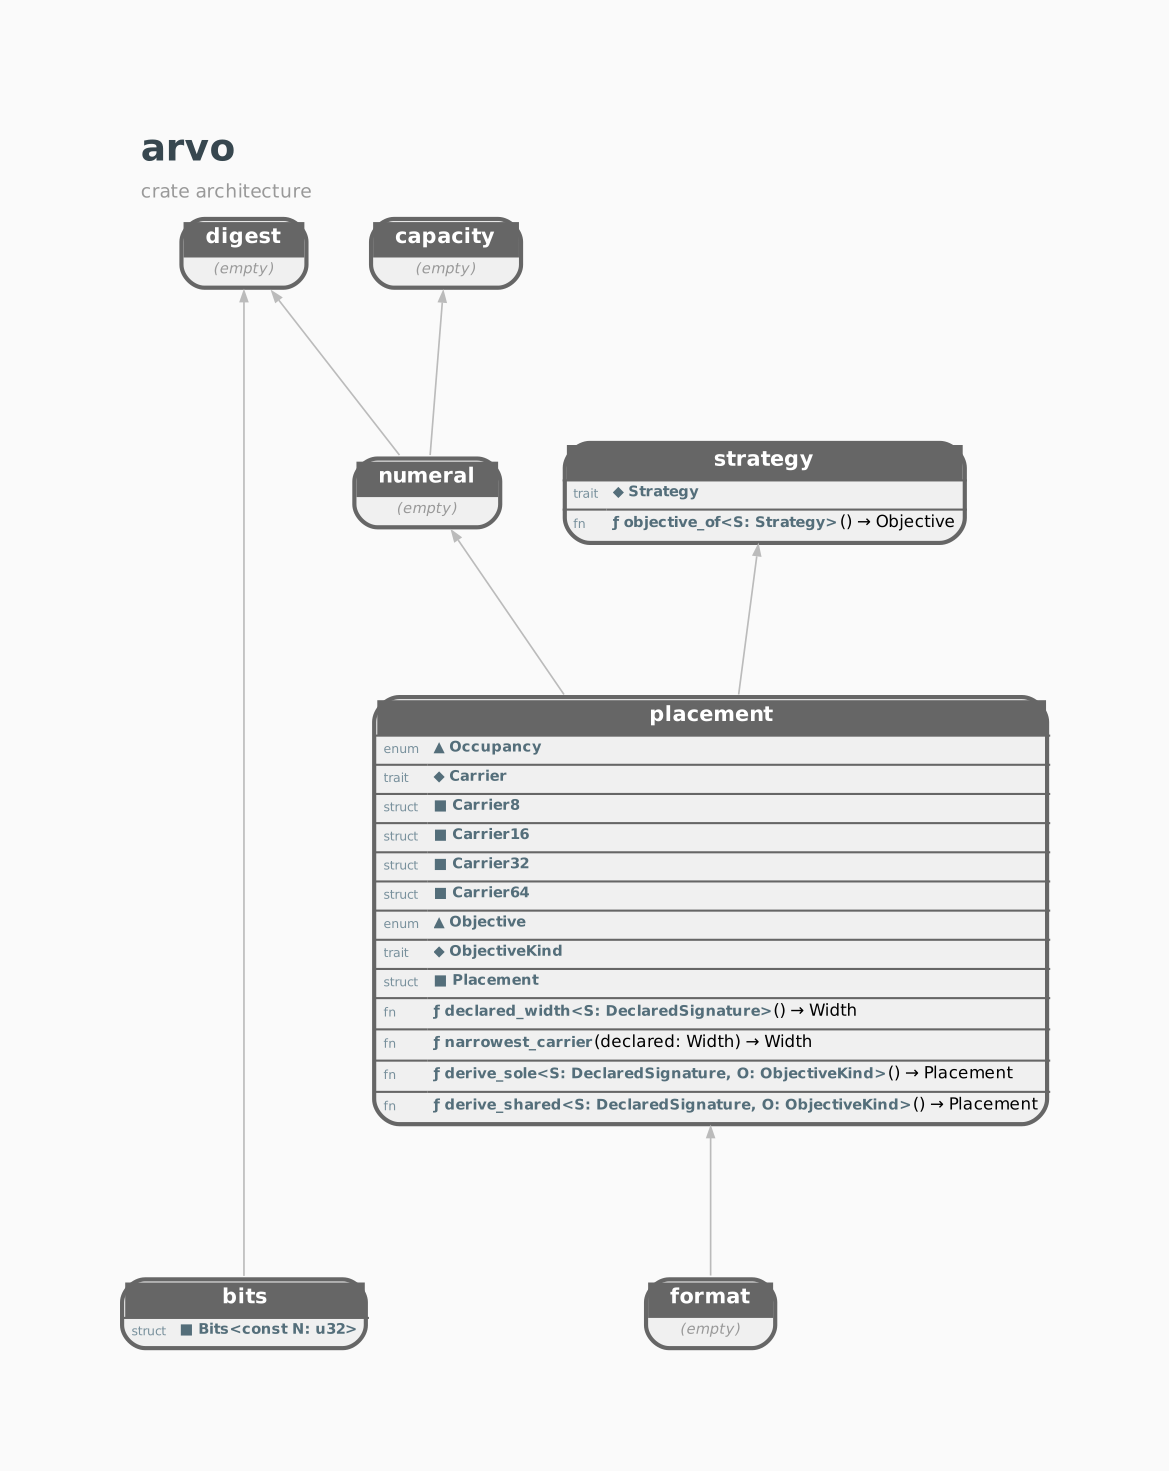 arvo
crate architecture
digest
(empty)
capacity
(empty)
numeral
(empty)
strategy
trait ◆ Strategy
fn ƒ objective_of<S: Strategy>() → Objective
placement
enum ▲ Occupancy
trait ◆ Carrier
struct ■ Carrier8
struct ■ Carrier16
struct ■ Carrier32
struct ■ Carrier64
enum ▲ Objective
trait ◆ ObjectiveKind
struct ■ Placement
fn ƒ declared_width<S: DeclaredSignature>() → Width
fn ƒ narrowest_carrier(declared: Width) → Width
fn ƒ derive_sole<S: DeclaredSignature, O: ObjectiveKind>() → Placement
fn ƒ derive_shared<S: DeclaredSignature, O: ObjectiveKind>() → Placement
bits
struct ■ Bits<const N: u32>
format
(empty)